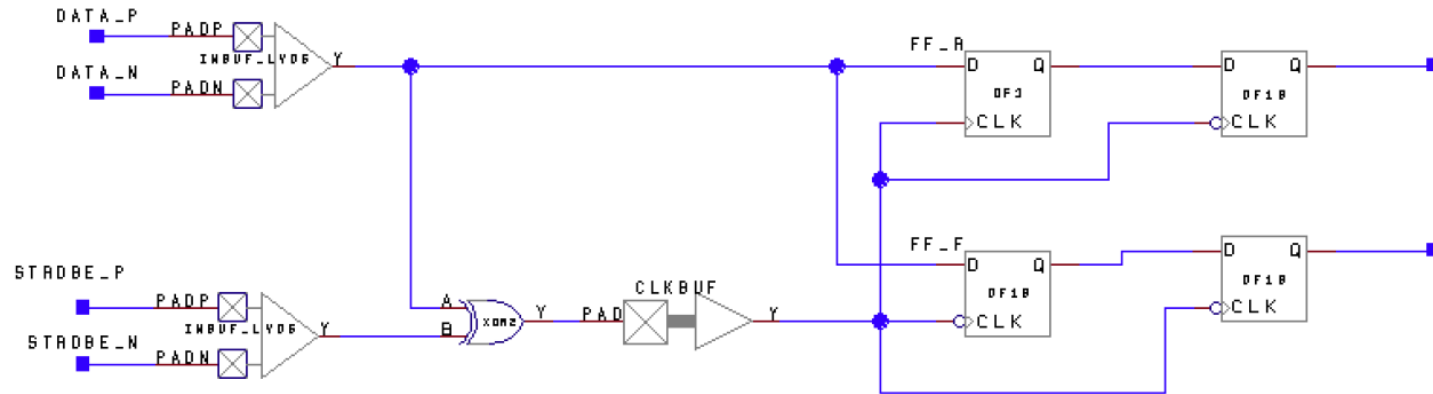 DATA_P
PADP
INBUF_LVDS
Y
DATA_N
PADN
FF_R
D Q
DF1
CLK
D Q
DF1B
CLK
STROBE_P
PADP
INBUF_LVDS
Y
STROBE_N
PADN
A
B
XOR2
Y
CLKBUF
PAD
Y
FF_F
D Q
DF1B
CLK
D Q
DF1B
CLK